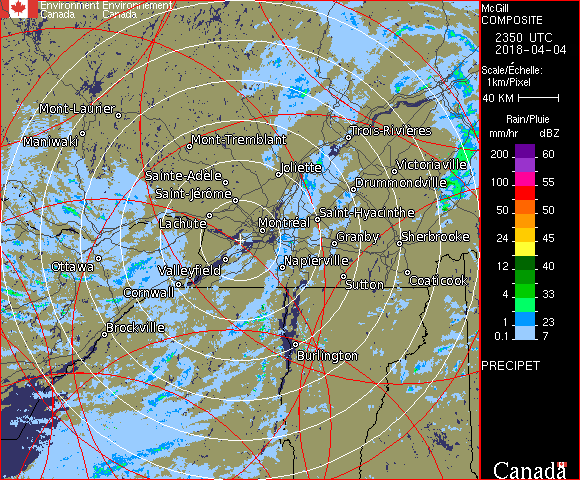 Environment Environnement
Canada Canada
Mont-Laurier
Maniwaki
Mont-Tremblant
Trois-Rivières
Joliette
Victoriaville
Sainte-Adèle
Drummondville
Saint-Jérôme
Lachute
Saint-Hyacinthe
Montréal
Granby
Sherbrooke
Ottawa
Valleyfield
Napierville
Cornwall
Sutton
Coaticook
Brockville
Burlington
McGill
COMPOSITE
2350 UTC
2018-04-04
Scale/Échelle:
1km/Pixel
40 KM
Rain/Pluie
mm/hr dBZ
200 60
55
100 55
50 50
24 45
30
12 40
4 33
1 23
0.1 7
PRECIPET
Canada